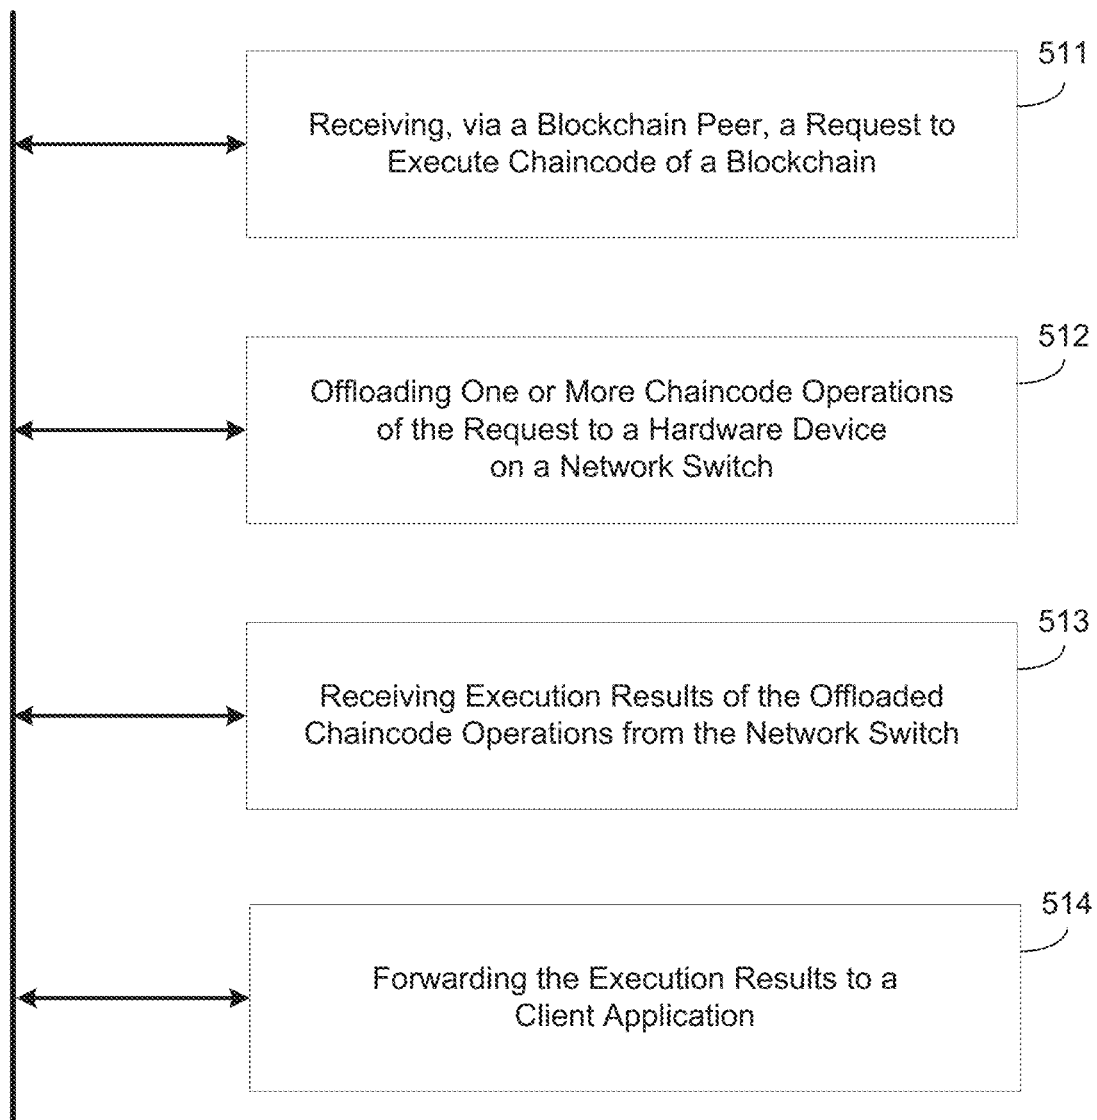 511
Receiving, via a Blockchain Peer, a Request to
Execute Chaincode of a Blockchain
512
Offloading One or More Chaincode Operations
of the Request to a Hardware Device
on a Network Switch
513
Receiving Execution Results of the Offloaded
Chaincode Operations from the Network Switch
514
Forwarding the Execution Results to a
Client Application